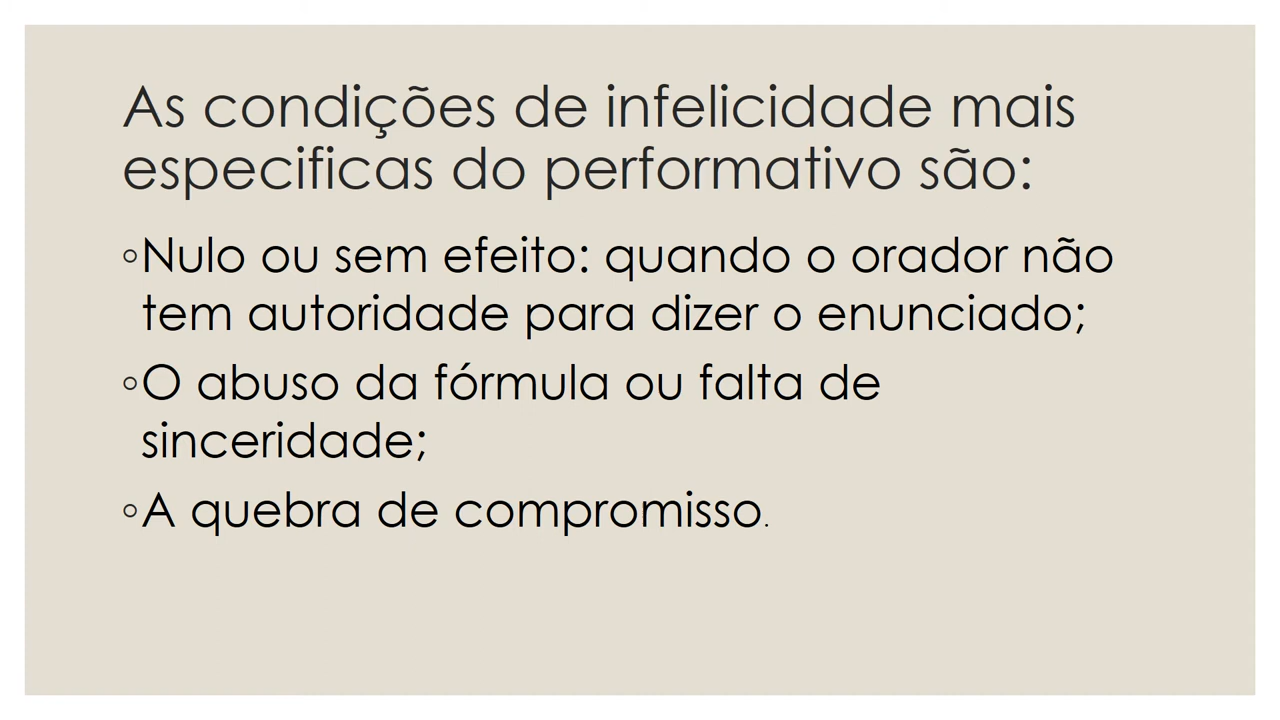 As condições de infelicidade mais
especificas do performativo são:
◦Nulo ou sem efeito: quando o orador não
tem autoridade para dizer o enunciado;
◦O abuso da fórmula ou falta de
sinceridade;
◦A quebra de compromisso.